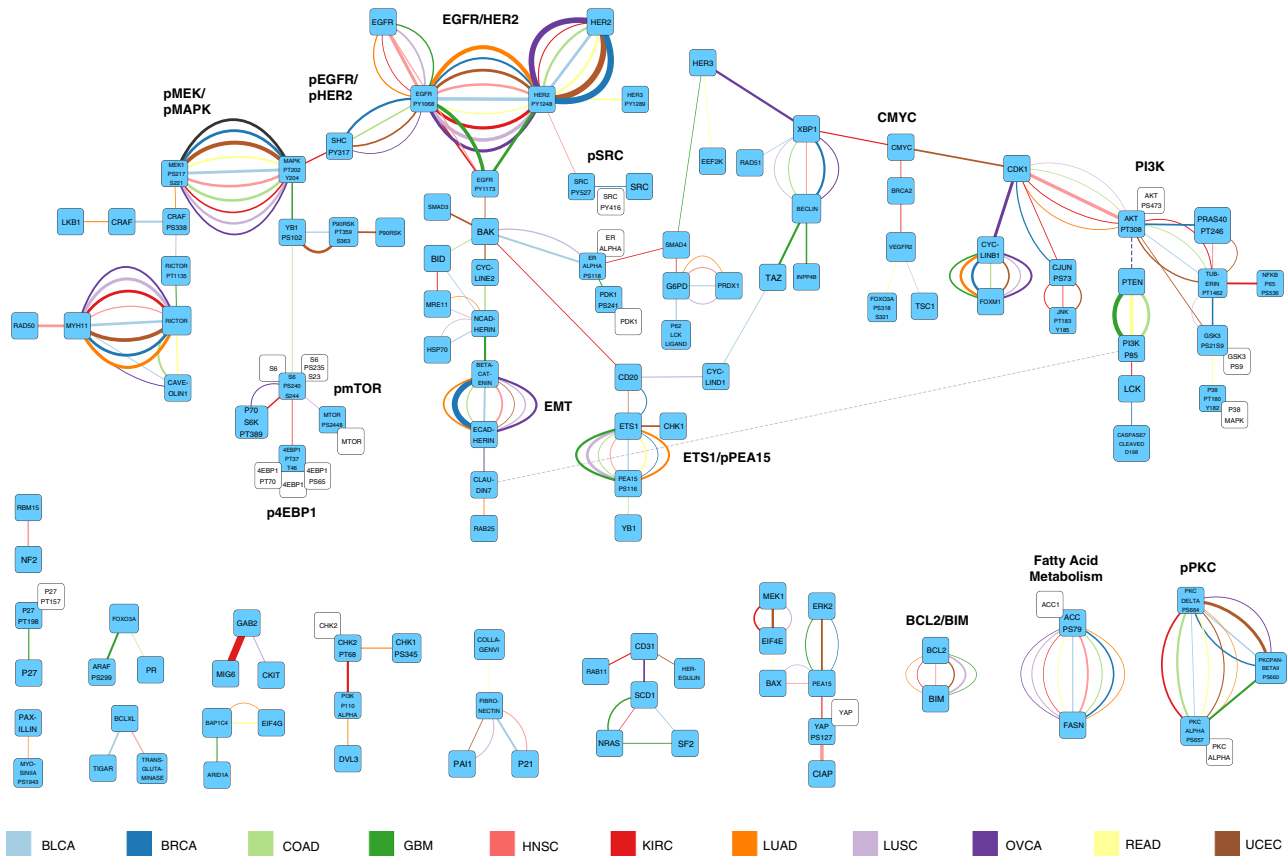 EGFR/HER2
EGFR
HER2
pEGFR/
pHER2
EGFR
PY1068
HER2
PY1248
HER3
PY1289
pMEK/
pMAPK
SHC
PY317
MEK1
PS217
S221
MAPK
PT202
Y204
EGFR
PY1173
pSRC
SRC
PY527
SRC
SRC
PY416
HER3
EEF2K
RAD51
XBP1
CMYC
CMYC
BRCA2
CDK1
PI3K
AKT
PS473
AKT
PT308
PRAS40
PT246
LKB1
CRAF
CRAF
PS338
YB1
PS102
P90RSK
PT359
S363
P90RSK
SMAD3
BAK
ER
ALPHA
ER
ALPHA
PS118
SMAD4
BECLIN
VEGFR2
CYC-
LINB1
CJUN
PS73
PTEN
TUB-
ERIN
PT1462
NFKB
P65
PS536
RICTOR
PT1135
BID
CYC-
LINE2
PDK1
PS241
PDK1
G6PD
PRDX1
TAZ
INPP4B
FOXO3A
PS318
S321
TSC1
FOXM1
JNK
PT183
Y185
RAD50
MYH11
RICTOR
MRE11
NCAD-
HERIN
HSP70
P62
LCK
LIGAND
PI3K
P85
GSK3
PS21S9
GSK3
PS9
CAVE-
OLIN1
S6
S6
PS235
S23
S6
PS240
S244
pmTOR
BETA-
CAT-
ENIN
EMT
CD20
CYC-
LIND1
LCK
P38
PT180
Y182
P38
MAPK
P70
S6K
PT389
MTOR
PS2448
MTOR
ECAD-
HERIN
ETS1
CHK1
CASPASE7
CLEAVED
D198
4EBP1
PT37
T46
4EBP1
PT70
4EBP1
4EBP1
PS65
p4EBP1
CLAU-
DIN7
ETS1/pPEA15
PEA15
PS116
RAB25
YB1
RBM15
NF2
P27
PT157
P27
PT198
P27
FOXO3A
ARAF
PS299
PR
GAB2
MIG6
CKIT
CHK2
CHK2
PT68
CHK1
PS345
PI3K
P110
ALPHA
DVL3
COLLA-
GENVI
FIBRO-
NECTIN
PAI1
P21
CD31
RAB11
HER-
EGULIN
SCD1
NRAS
SF2
MEK1
ERK2
EIF4E
BAX
PEA15
YAP
YAP
PS127
CIAP
BCL2/BIM
BCL2
BIM
Fatty Acid
Metabolism
ACC1
ACC
PS79
FASN
pPKC
PKC
DELTA
PS664
PKCPAN-
BETAII
PS660
PKC
ALPHA
PS657
PKC
ALPHA
PAX-
ILLIN
MYO-
SINIIA
PS1943
BCLXL
TIGAR
TRANS-
GLUTA-
MINASE
BAP1C4
EIF4G
ARID1A
BLCA
BRCA
COAD
GBM
HNSC
KIRC
LUAD
LUSC
OVCA
READ
UCEC